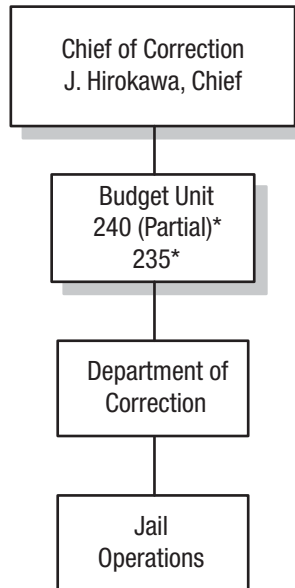 Chief of Correction
J. Hirokawa, Chief
Budget Unit
240 (Partial)*
235*
Department of
Correction
Jail
Operations